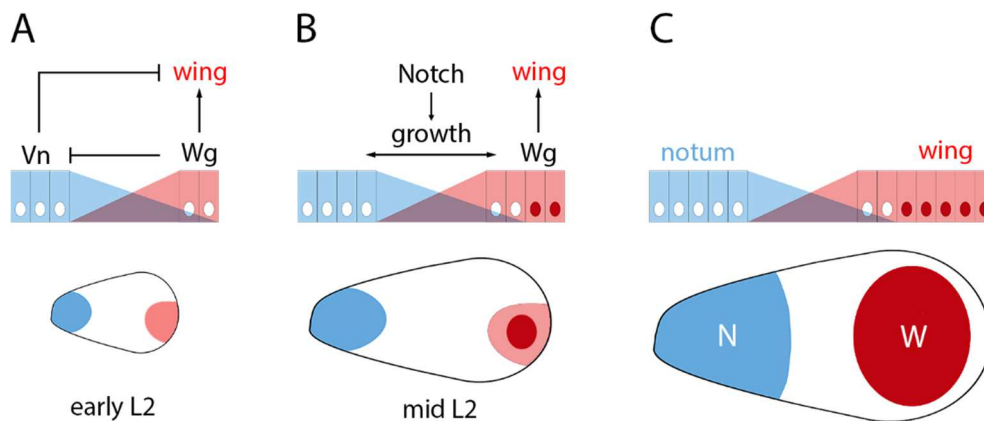 A
wing
Vn
Wg
early L2
B
Notch
wing
growth
Wg
mid L2
C
notum
wing
N
W